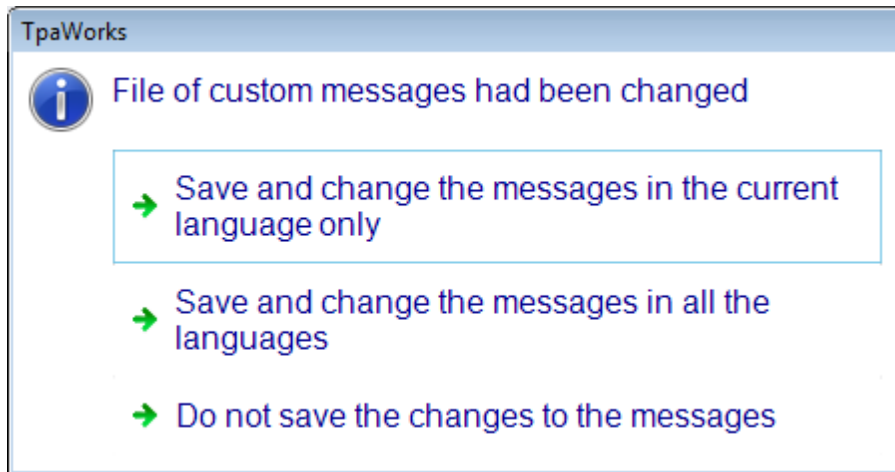 TpaWorks
File of custom messages had been changed
Save and change the messages in the current
language only
Save and change the messages in all the
languages
Do not save the changes to the messages